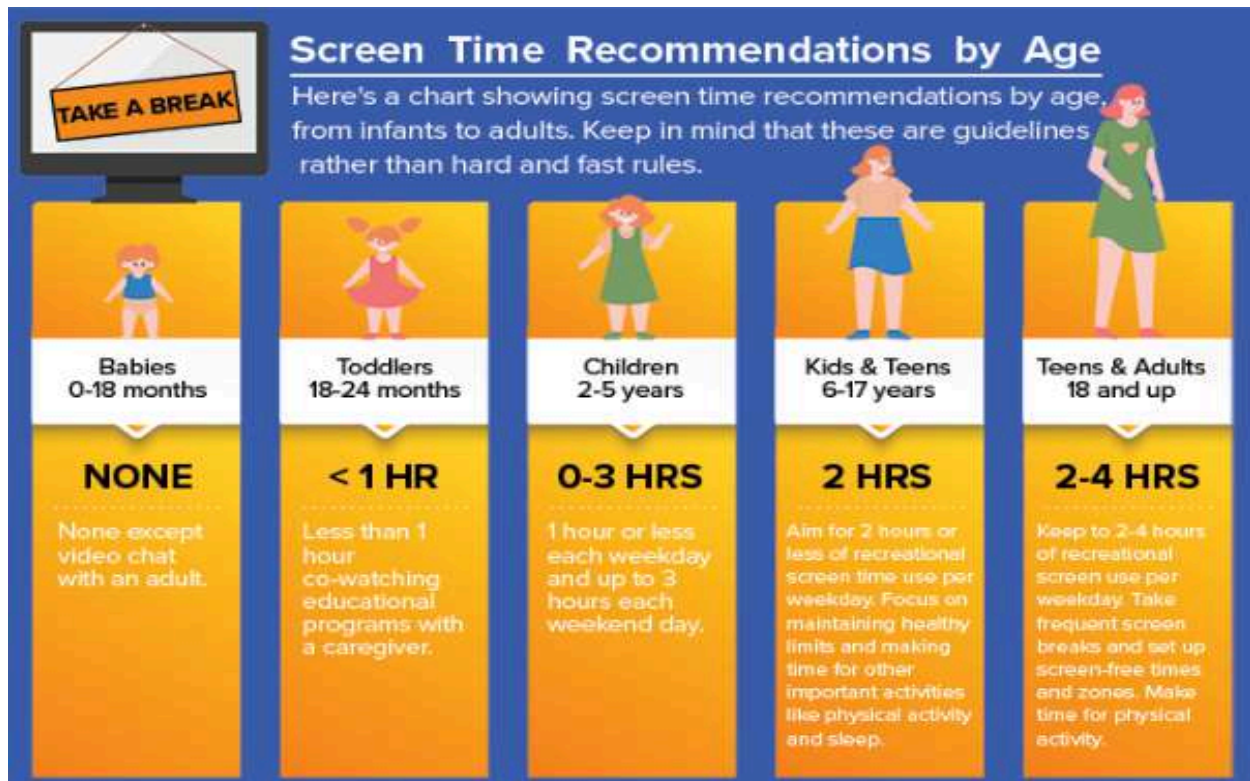 TAKE A BREAK
Screen Time Recommendations by Age
Here's a chart showing screen time recommendations by age,
from infants to adults. Keep in mind that these are guidelines
rather than hard and fast rules.
Babies
0-18 months
NONE
None except
video chat
with an adult.
Toddlers
18-24 months
< 1 HR
Less than 1
hour
co-watching
educational
programs with
a caregiver.
Children
2-5 years
0-3 HRS
1 hour or less
each weekday
and up to 3
hours each
weekend day.
Kids & Teens
6-17 years
2 HRS
Aim for 2 hours or
less of recreational
screen time use per
weekday. Focus on
maintaining healthy
limits and making
time for other
important activities
like physical activity
and sleep.
Teens & Adults
18 and up
2-4 HRS
Keep to 2-4 hours
of recreational
screen use per
weekday. Take
frequent screen
breaks and set up
screen-free times
and zones. Make
time for physical
activity.